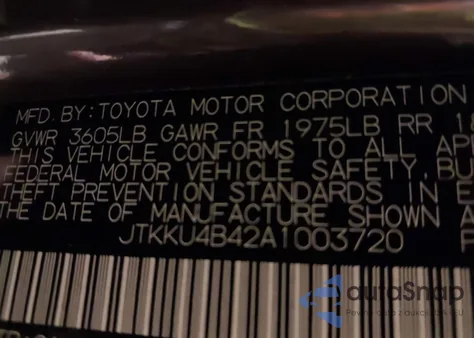 MFD. BY: TOYOTA MOTOR CORPORATION
GVWR 3605LB GAWR FR 1975LB RR
THIS VEHICLE CONFORMS TO ALL
FEDERAL MOTOR VEHICLE SAFETY,
THEFT PREVENTION STANDARDS IN
THE DATE OF MANUFACTURE SHOWN
JTKKU4B42A1003720
autoSnap